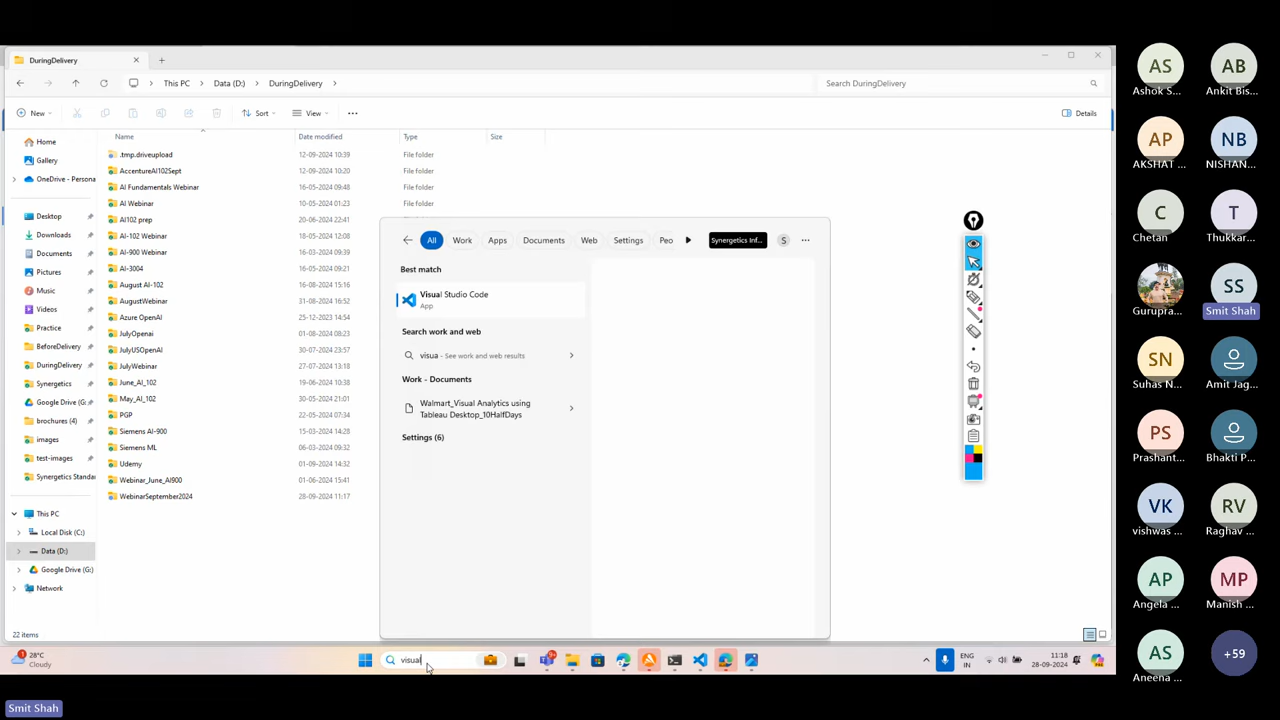 DuringDelivery
This PC
Data (D:)
DuringDelivery
Search DuringDelivery
New
Sort
View
Details
Name
Date modified
Type
Size
.tmp.driveupload 12-09-2024 10:39 File folder
AccentureAI102Sept 12-09-2024 10:20 File folder
AI Fundamentals Webinar 16-05-2024 09:48 File folder
AI Webinar 10-05-2024 01:23 File folder
AI102 prep 20-06-2024 22:41 File folder
AI-102 Webinar 18-05-2024 12:08
AI-900 Webinar 16-03-2024 09:39
AI-3004 16-05-2024 09:21
August AI-102 16-08-2024 15:16
AugustWebinar 31-08-2024 16:52
Azure OpenAI 25-12-2023 14:54
JulyOpenai 01-08-2024 08:23
JulyUSOpenAI 30-07-2024 23:57
JulyWebinar 27-07-2024 13:18
June_AI_102 19-06-2024 10:38
May_AI_102 30-05-2024 21:01
PGP 22-05-2024 07:34
Siemens AI-900 15-03-2024 14:28
Siemens ML 06-03-2024 09:32
Udemy 01-09-2024 14:32
Webinar_June_AI900 01-06-2024 15:41
WebinarSeptember2024 28-09-2024 11:17
Home
Gallery
OneDrive - Persona
Desktop
Downloads
Documents
Pictures
Music
Videos
Practice
BeforeDelivery
DuringDelivery
Synergetics
Google Drive (G:
brochures (4)
images
test-images
Synergetics Standar
This PC
Local Disk (C:)
Data (D:)
Google Drive (G:)
Network
22 items
All
Work
Apps
Documents
Web
Settings
Peo
Synergetics Inf...
S
Best match
Visual Studio Code
App
Search work and web
visua - See work and web results
Work - Documents
Walmart_Visual Analytics using
Tableau Desktop_10HalfDays
Settings (6)
28°C
Cloudy
visual
ENG
IN
11:18
28-09-2024
AS
Ashok S...
AB
Ankit Bis...
AP
AKSHAT ...
NB
NISHAN...
C
Chetan
T
Thukkar...
Gurupra...
SS
Smit Shah
SN
Suhas N...
Amit Jag...
PS
Prashant...
Bhakti P...
VK
vishwas ...
RV
Raghav ...
AP
Angela ...
MP
Manish ...
AS
Aneena ...
+59
Smit Shah